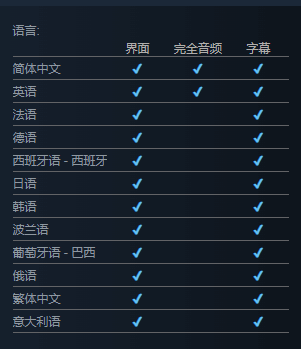 语言:
界面 完全音频 字幕
简体中文 ✔ ✔ ✔
英语 ✔ ✔ ✔
法语 ✔ ✔
德语 ✔ ✔
西班牙语 - 西班牙 ✔ ✔
日语 ✔ ✔
韩语 ✔ ✔
波兰语 ✔ ✔
葡萄牙语 - 巴西 ✔ ✔
俄语 ✔ ✔
繁体中文 ✔ ✔
意大利语 ✔ ✔